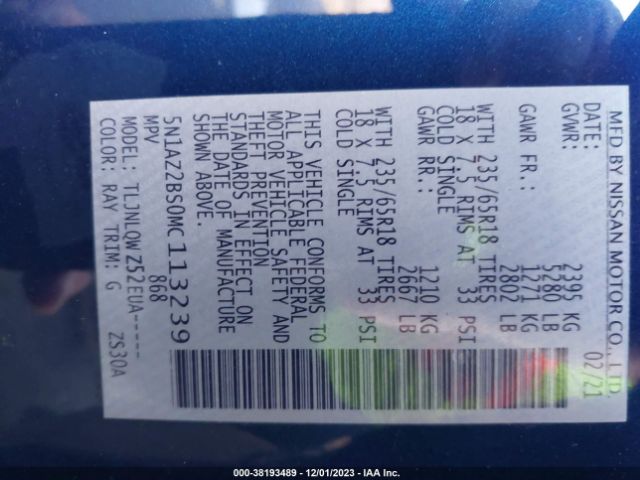 MFD BY NISSAN MOTOR CO., LTD.
DATE: 02/21
GVWR: 2395 KG
5280 LB
GAWR FR.: 1271 KG
2802 LB
WITH 235/65R18 TIRES
18 X 7.5 RIMS AT 33 PSI
COLD SINGLE
GAWR RR.: 1210 KG
2667 LB
WITH 235/65R18 TIRES
18 X 7.5 RIMS AT 33 PSI
COLD SINGLE
THIS VEHICLE CONFORMS TO
ALL APPLICABLE FEDERAL
MOTOR VEHICLE SAFETY AND
THEFT PREVENTION
STANDARDS IN EFFECT ON
THE DATE OF MANUFACTURE
SHOWN ABOVE.
5N1AZ2BS0MC113239
MPV 868
MODEL: TLJNLQW Z52EUA-----
COLOR: RAY TRIM: G ZS30A
000-38193489 - 12/01/2023 - IAA Inc.